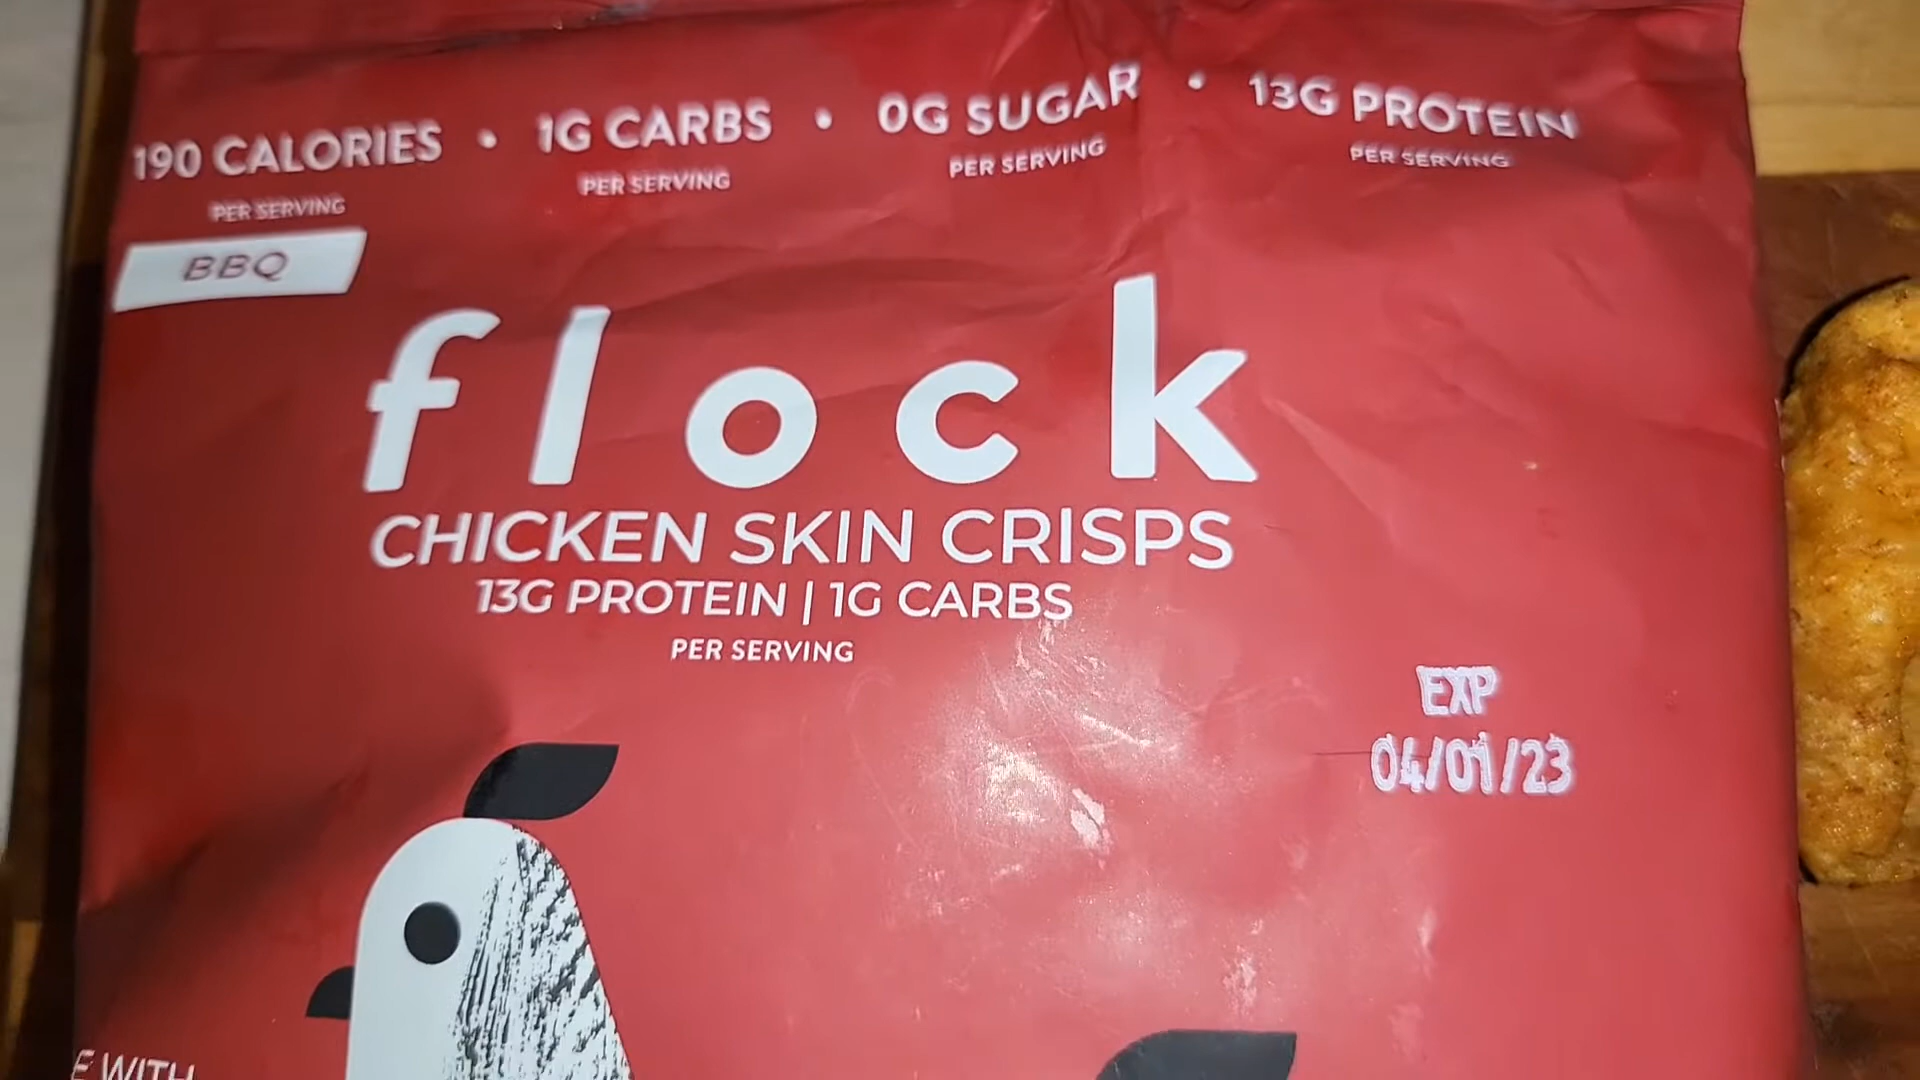 190 CALORIES • 1G CARBS • 0G SUGAR • 13G PROTEIN
PER SERVING PER SERVING PER SERVING PER SERVING
BBQ
flock
CHICKEN SKIN CRISPS
13G PROTEIN | 1G CARBS
PER SERVING
EXP
04/01/23
WITH